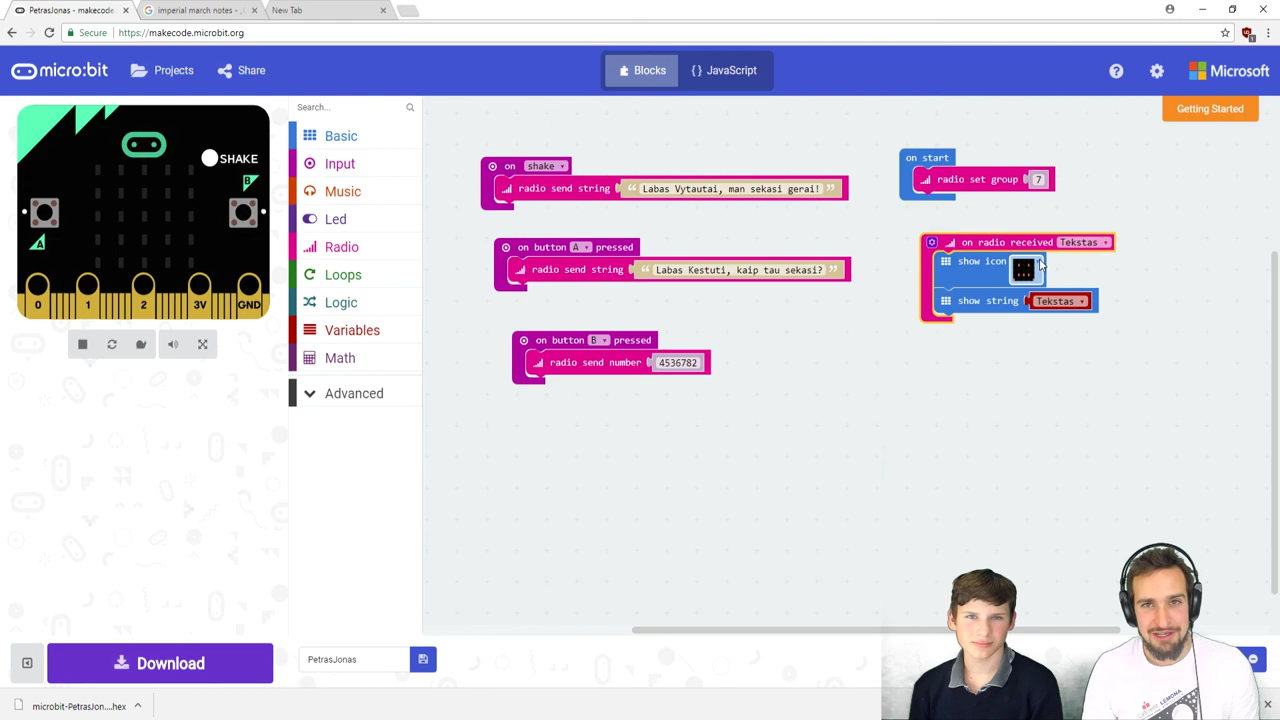 PetrasJonas - makecode.m
imperial march notes -
New Tab
Secure
https://makecode.microbit.org
micro:bit
Projects
Share
Blocks
{} JavaScript
Microsoft
Getting Started
Search...
Basic
Input
Music
Led
Radio
Loops
Logic
Variables
Math
Advanced
SHAKE
B
A
0
1
2
3V
GND
on shake
radio send string “ Labas Vytautai, man sekasi gerai! ”
on button A pressed
radio send string “ Labas Kestuti, kaip tau sekasi? ”
on button B pressed
radio send number 4536782
on start
radio set group 7
on radio received Tekstas
show icon
show string Tekstas
Download
PetrasJonas
microbit-PetrasJon....hex